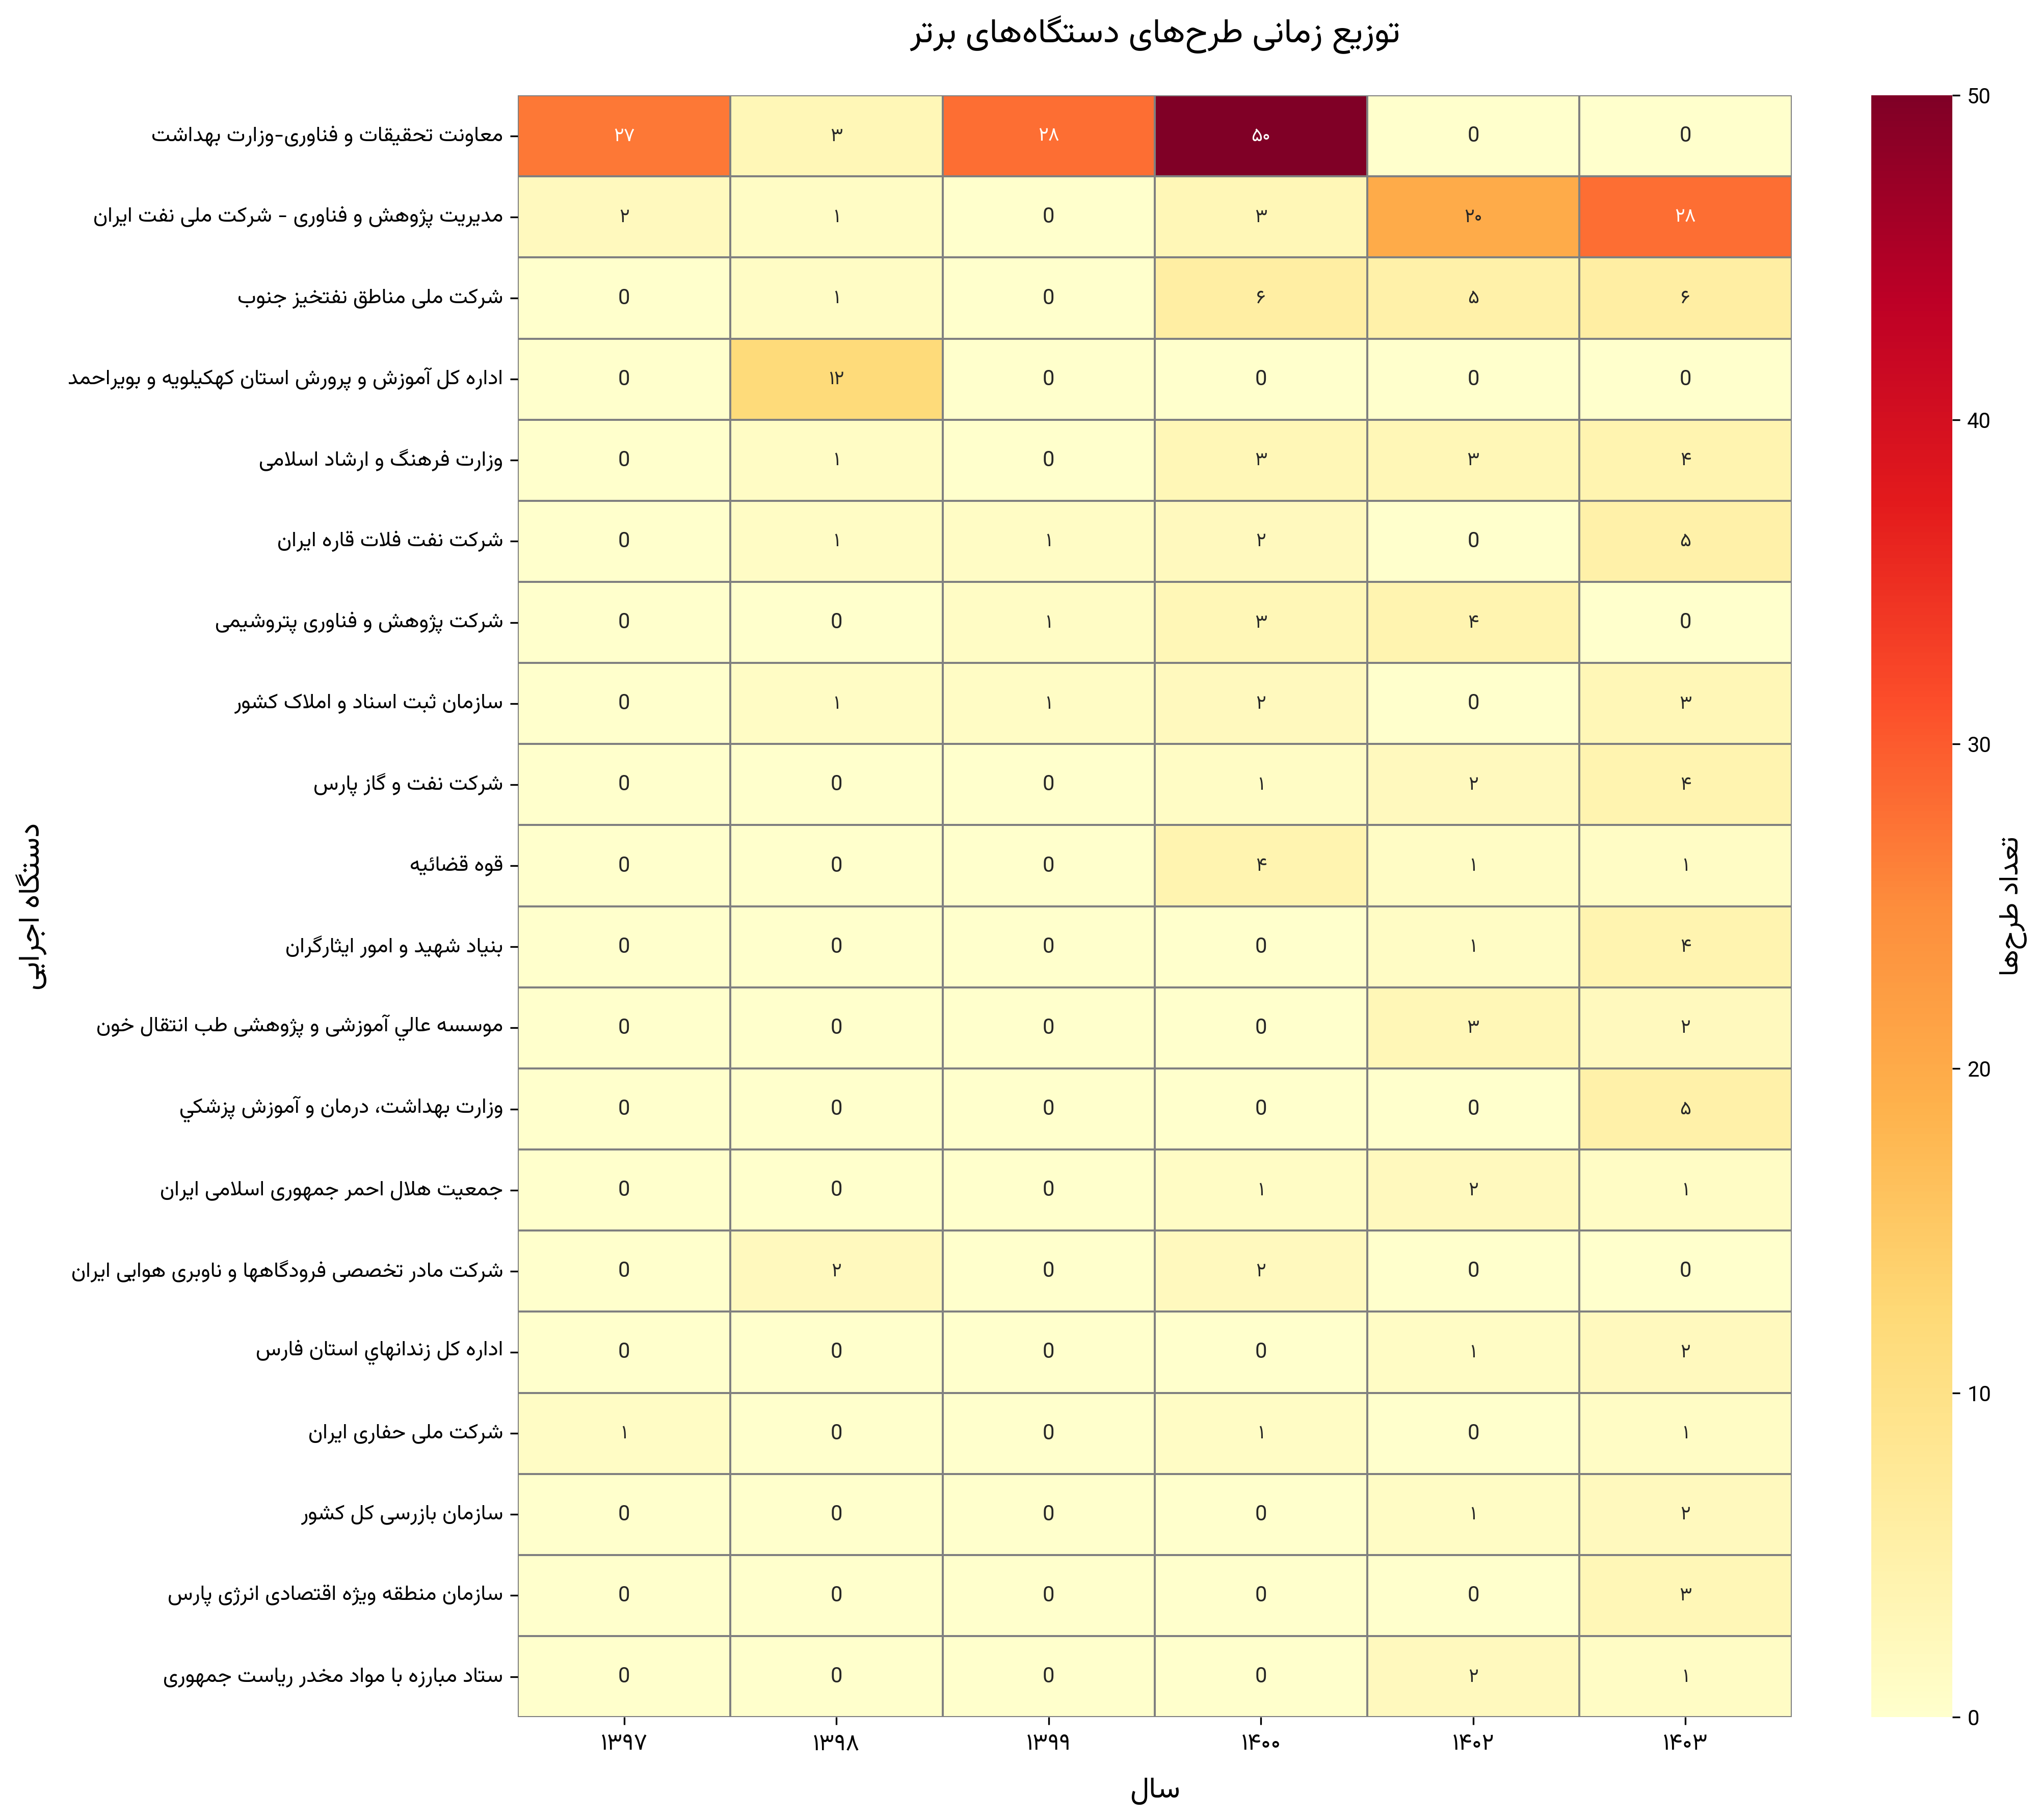 توزیع زمانی طرح‌های دستگاه‌های برتر
معاونت تحقیقات و فناوری-وزارت بهداشت ۲۷ ۳ ۲۸ ۵۰ 0 0
مدیریت پژوهش و فناوری - شرکت ملی نفت ایران ۲ ۱ 0 ۳ ۲۰ ۲۸
شرکت ملی مناطق نفتخیز جنوب 0 ۱ 0 ۶ ۵ ۶
اداره کل آموزش و پرورش استان کهکیلویه و بویراحمد 0 ۱۲ 0 0 0 0
وزارت فرهنگ و ارشاد اسلامی 0 ۱ 0 ۳ ۳ ۴
شرکت نفت فلات قاره ایران 0 ۱ ۱ ۲ 0 ۵
شرکت پژوهش و فناوری پتروشیمی 0 0 ۱ ۳ ۴ 0
سازمان ثبت اسناد و املاک کشور 0 ۱ ۱ ۲ 0 ۳
شرکت نفت و گاز پارس 0 0 0 ۱ ۲ ۴
قوه قضائیه 0 0 0 ۴ ۱ ۱
بنیاد شهید و امور ایثارگران 0 0 0 0 ۱ ۴
موسسه عالي آموزشی و پژوهشی طب انتقال خون 0 0 0 0 ۳ ۲
وزارت بهداشت، درمان و آموزش پزشكي 0 0 0 0 0 ۵
جمعیت هلال احمر جمهوری اسلامی ایران 0 0 0 ۱ ۲ ۱
شرکت مادر تخصصی فرودگاهها و ناوبری هوایی ایران 0 ۲ 0 ۲ 0 0
اداره کل زندانهاي استان فارس 0 0 0 0 ۱ ۲
شرکت ملی حفاری ایران ۱ 0 0 ۱ 0 ۱
سازمان بازرسی کل کشور 0 0 0 0 ۱ ۲
سازمان منطقه ویژه اقتصادی انرژی پارس 0 0 0 0 0 ۳
ستاد مبارزه با مواد مخدر ریاست جمهوری 0 0 0 0 ۲ ۱
۱۳۹۷ ۱۳۹۸ ۱۳۹۹ ۱۴۰۰ ۱۴۰۲ ۱۴۰۳
سال
دستگاه اجرایی
50
40
30
20
10
0
تعداد طرح‌ها